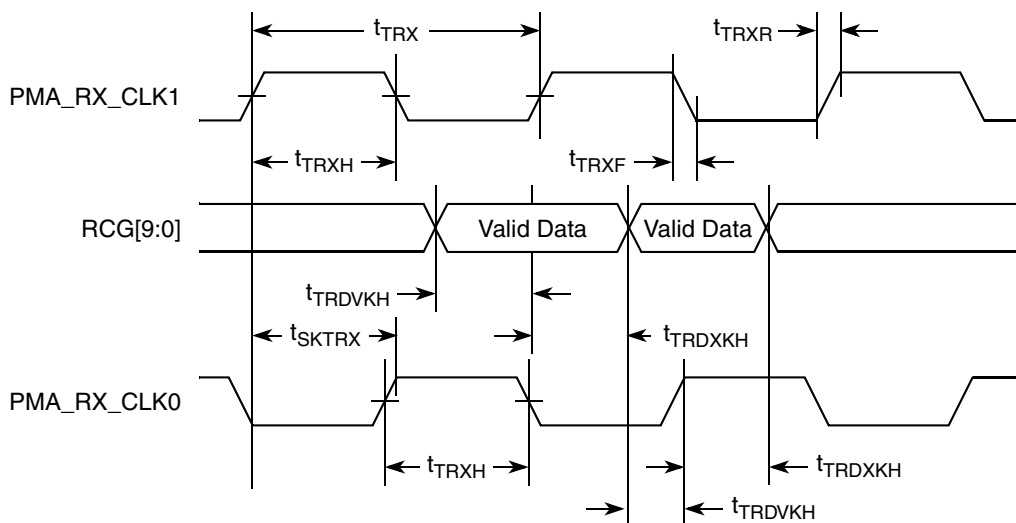 tTRX
tTRXR
PMA_RX_CLK1
tTRXH
tTRXF
RCG[9:0]
Valid Data
Valid Data
tTRDVKH
tSKTRX
tTRDXKH
PMA_RX_CLK0
tTRXH
tTRDXKH
tTRDVKH